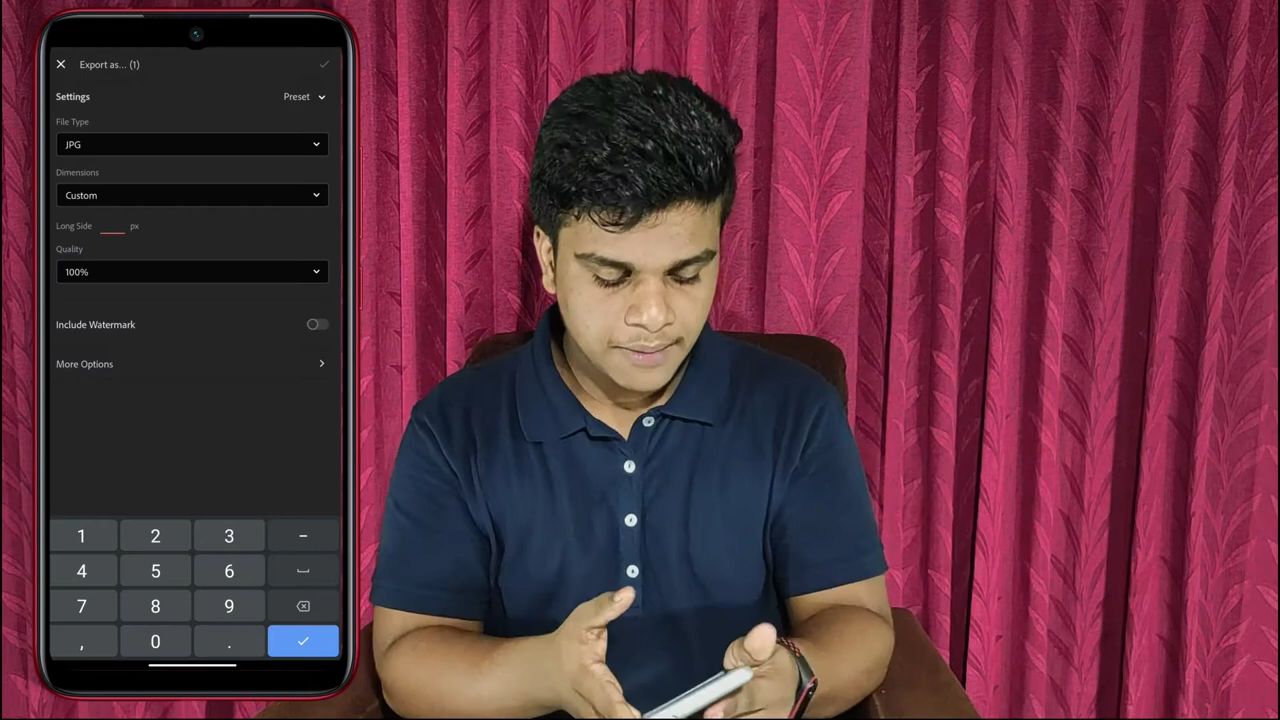 Export as... (1)
Settings
Preset
File Type
JPG
Dimensions
Custom
Long Side px
Quality
100%
Include Watermark
More Options
1 2 3 -
4 5 6
7 8 9
, 0 .